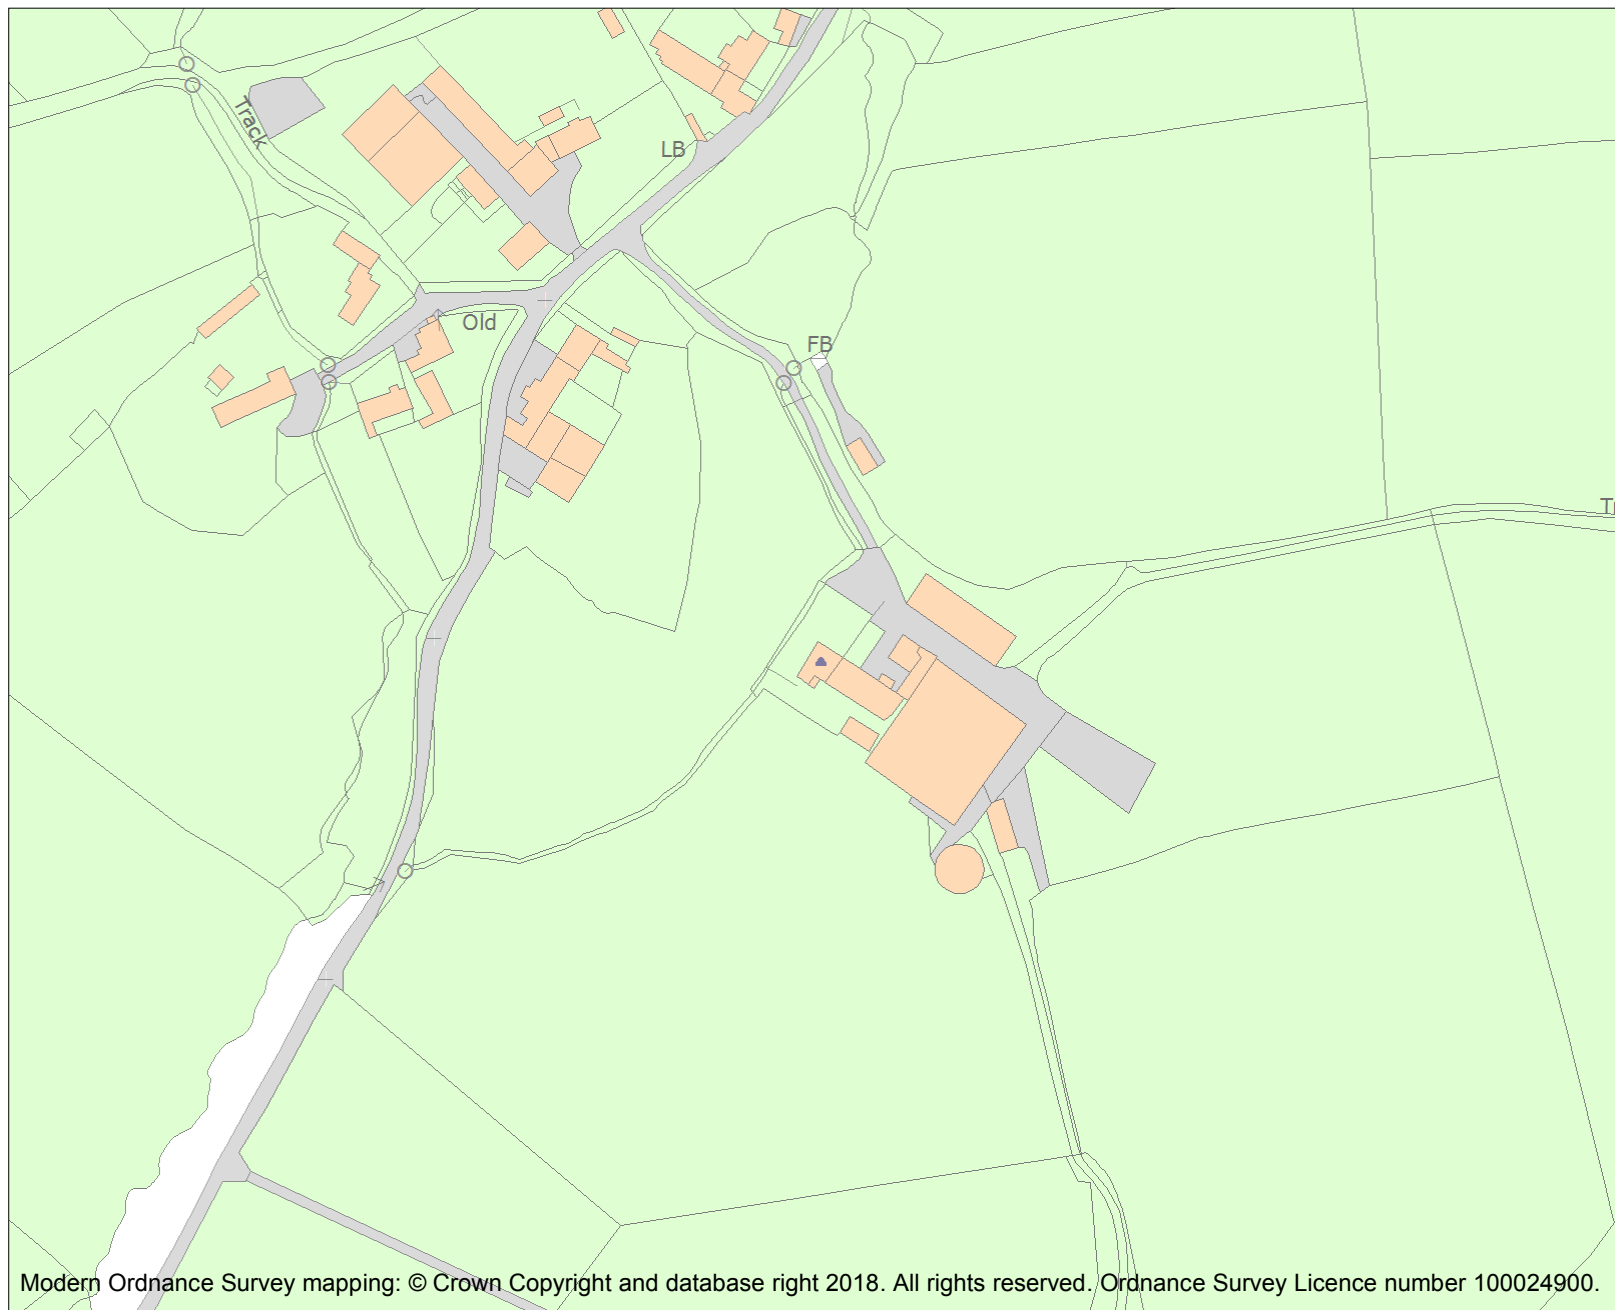 Track
LB
Old
FB
Modern Ordnance Survey mapping: © Crown Copyright and database right 2018. All rights reserved. Ordnance Survey Licence number 100024900.